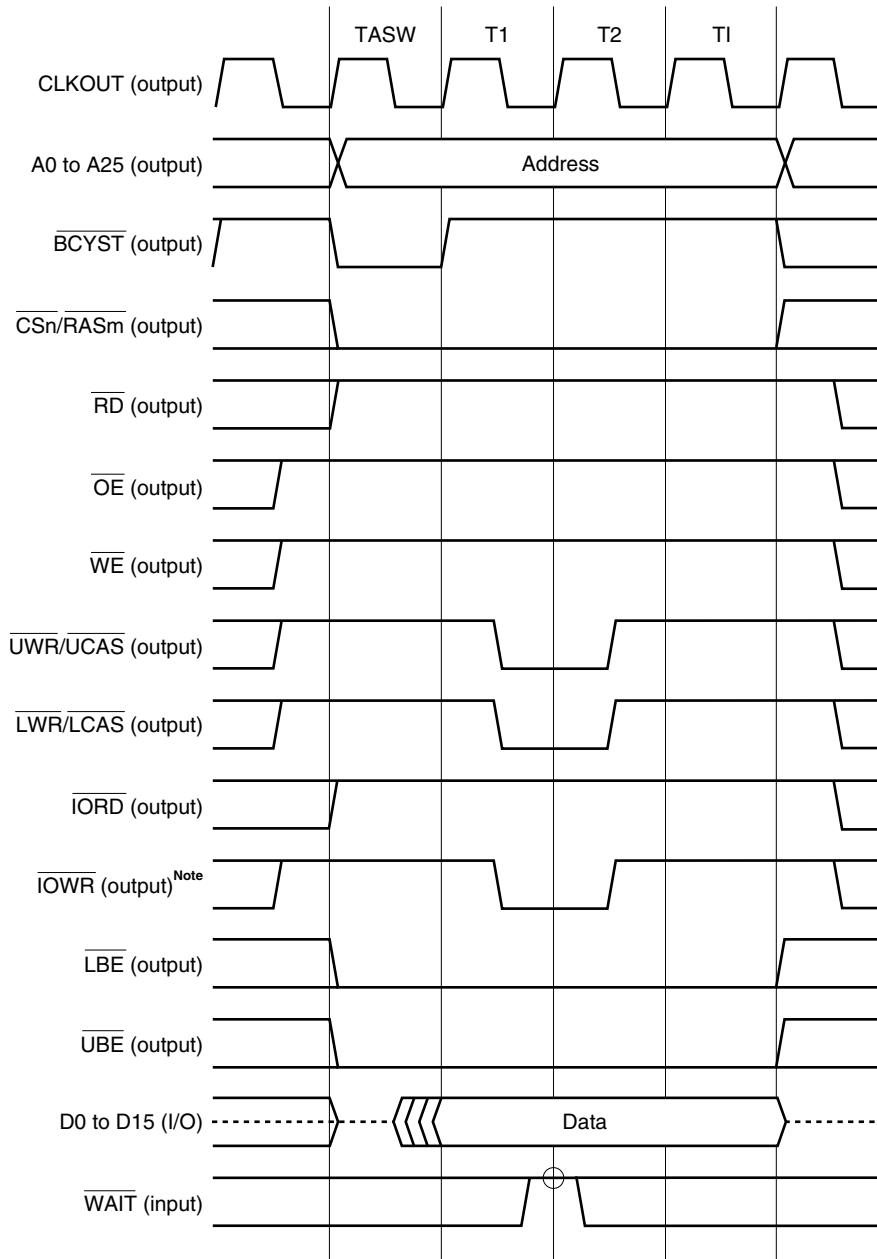 TASW T1 T2 TI
CLKOUT (output)
A0 to A25 (output) Address
BCYST (output)
CSn/RASm (output)
RD (output)
OE (output)
WE (output)
UWR/UCAS (output)
LWR/LCAS (output)
IORD (output)
IOWR (output)Note
LBE (output)
UBE (output)
D0 to D15 (I/O) Data
WAIT (input)